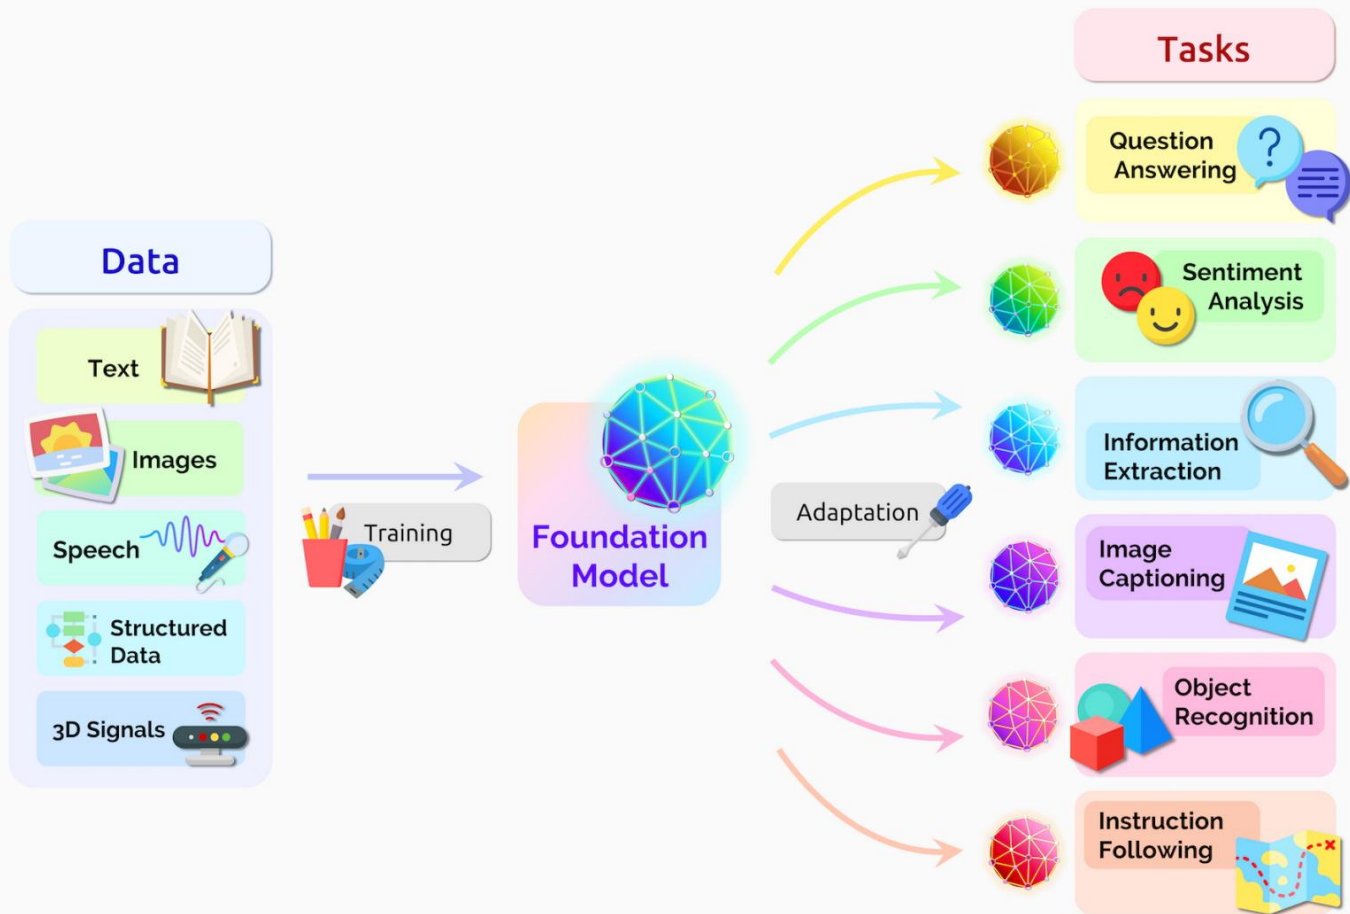 Data
Text
Images
Speech
Structured
Data
3D Signals
Training
Foundation
Model
Adaptation
Tasks
Question
Answering
?
Sentiment
Analysis
Information
Extraction
Image
Captioning
Object
Recognition
Instruction
Following